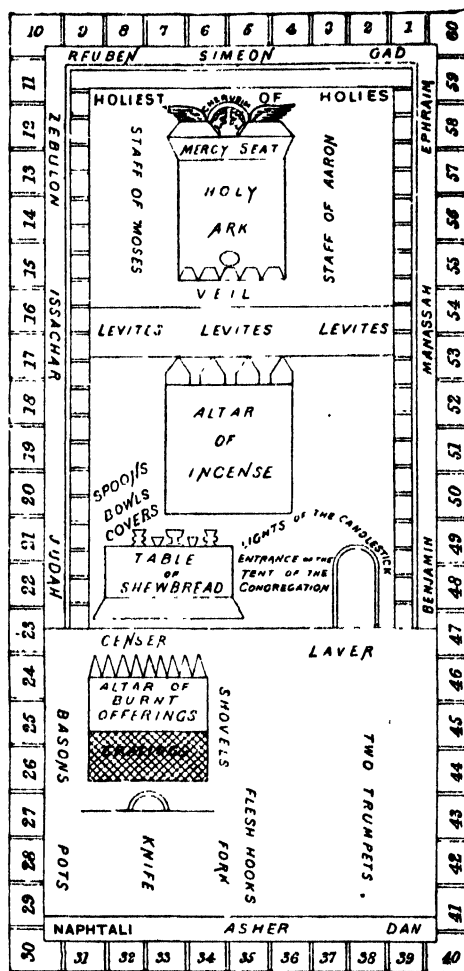 10 9 8 7 6 5 4 3 2 1 60
REUBEN SIMEON GAD
11 12 13 14 15 16 17 18 19 20 21 22 23 24 25 26 27 28 29 30
ZEBULON ISSACHAR JUDAH
59 58 57 56 55 54 53 52 51 50 49 48 47 46 45 44 43 42 41 40
EPHRAIM MANASSAH BENJAMIN
HOLIEST OF HOLIES
CHERUBIM
MERCY SEAT
HOLY
ARK
STAFF OF MOSES
STAFF OF AARON
VEIL
LEVITES LEVITES LEVITES
ALTAR
OF
INCENSE
SPOONS
BOWLS
COVERS
TABLE
OF
SHEWBREAD
LIGHTS OF THE CANDLESTICK
ENTRANCE OF THE
TENT OF THE
CONGREGATION
CENSER
LAVER
ALTAR OF
BURNT
OFFERINGS
SHOVELS
BASONS
POTS
KNIFE
FORK
FLESH HOOKS
TWO TRUMPETS
NAPHTALI ASHER DAN
31 32 33 34 35 36 37 38 39